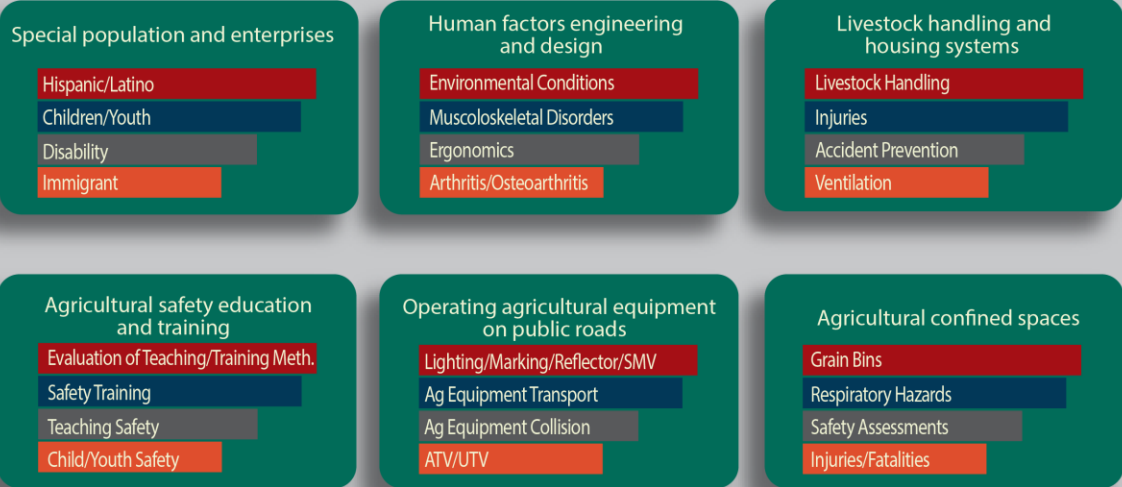 Special population and enterprises
Hispanic/Latino
Children/Youth
Disability
Immigrant
Human factors engineering
and design
Environmental Conditions
Muscoloskeletal Disorders
Ergonomics
Arthritis/Osteoarthritis
Livestock handling and
housing systems
Livestock Handling
Injuries
Accident Prevention
Ventilation
Agricultural safety education
and training
Evaluation of Teaching/Training Meth.
Safety Training
Teaching Safety
Child/Youth Safety
Operating agricultural equipment
on public roads
Lighting/Marking/Reflector/SMV
Ag Equipment Transport
Ag Equipment Collision
ATV/UTV
Agricultural confined spaces
Grain Bins
Respiratory Hazards
Safety Assessments
Injuries/Fatalities